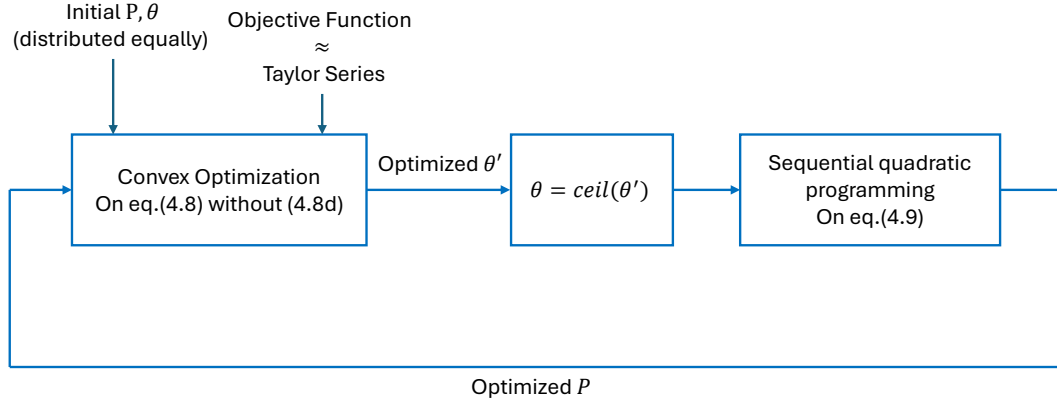 Initial P, θ
(distributed equally)
Objective Function
≈
Taylor Series
Convex Optimization
On eq.(4.8) without (4.8d)
Optimized θ′
θ = ceil(θ′)
Sequential quadratic
programming
On eq.(4.9)
Optimized P